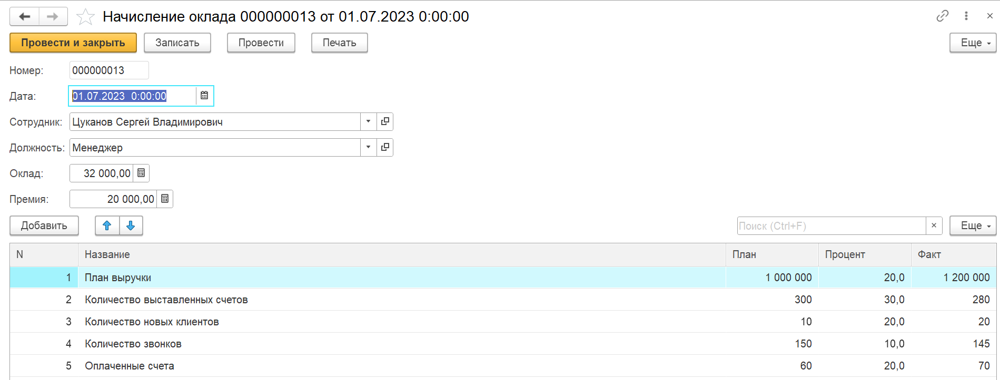 Начисление оклада 000000013 от 01.07.2023 0:00:00
Провести и закрыть Записать Провести Печать Еще
Номер: 000000013
Дата: 01.07.2023 0:00:00
Сотрудник: Цуканов Сергей Владимирович
Должность: Менеджер
Оклад: 32 000,00
Премия: 20 000,00
Добавить Поиск (Ctrl+F) × Еще
N Название План Процент Факт
1 План выручки 1 000 000 20,0 1 200 000
2 Количество выставленных счетов 300 30,0 280
3 Количество новых клиентов 10 20,0 20
4 Количество звонков 150 10,0 145
5 Оплаченные счета 60 20,0 70